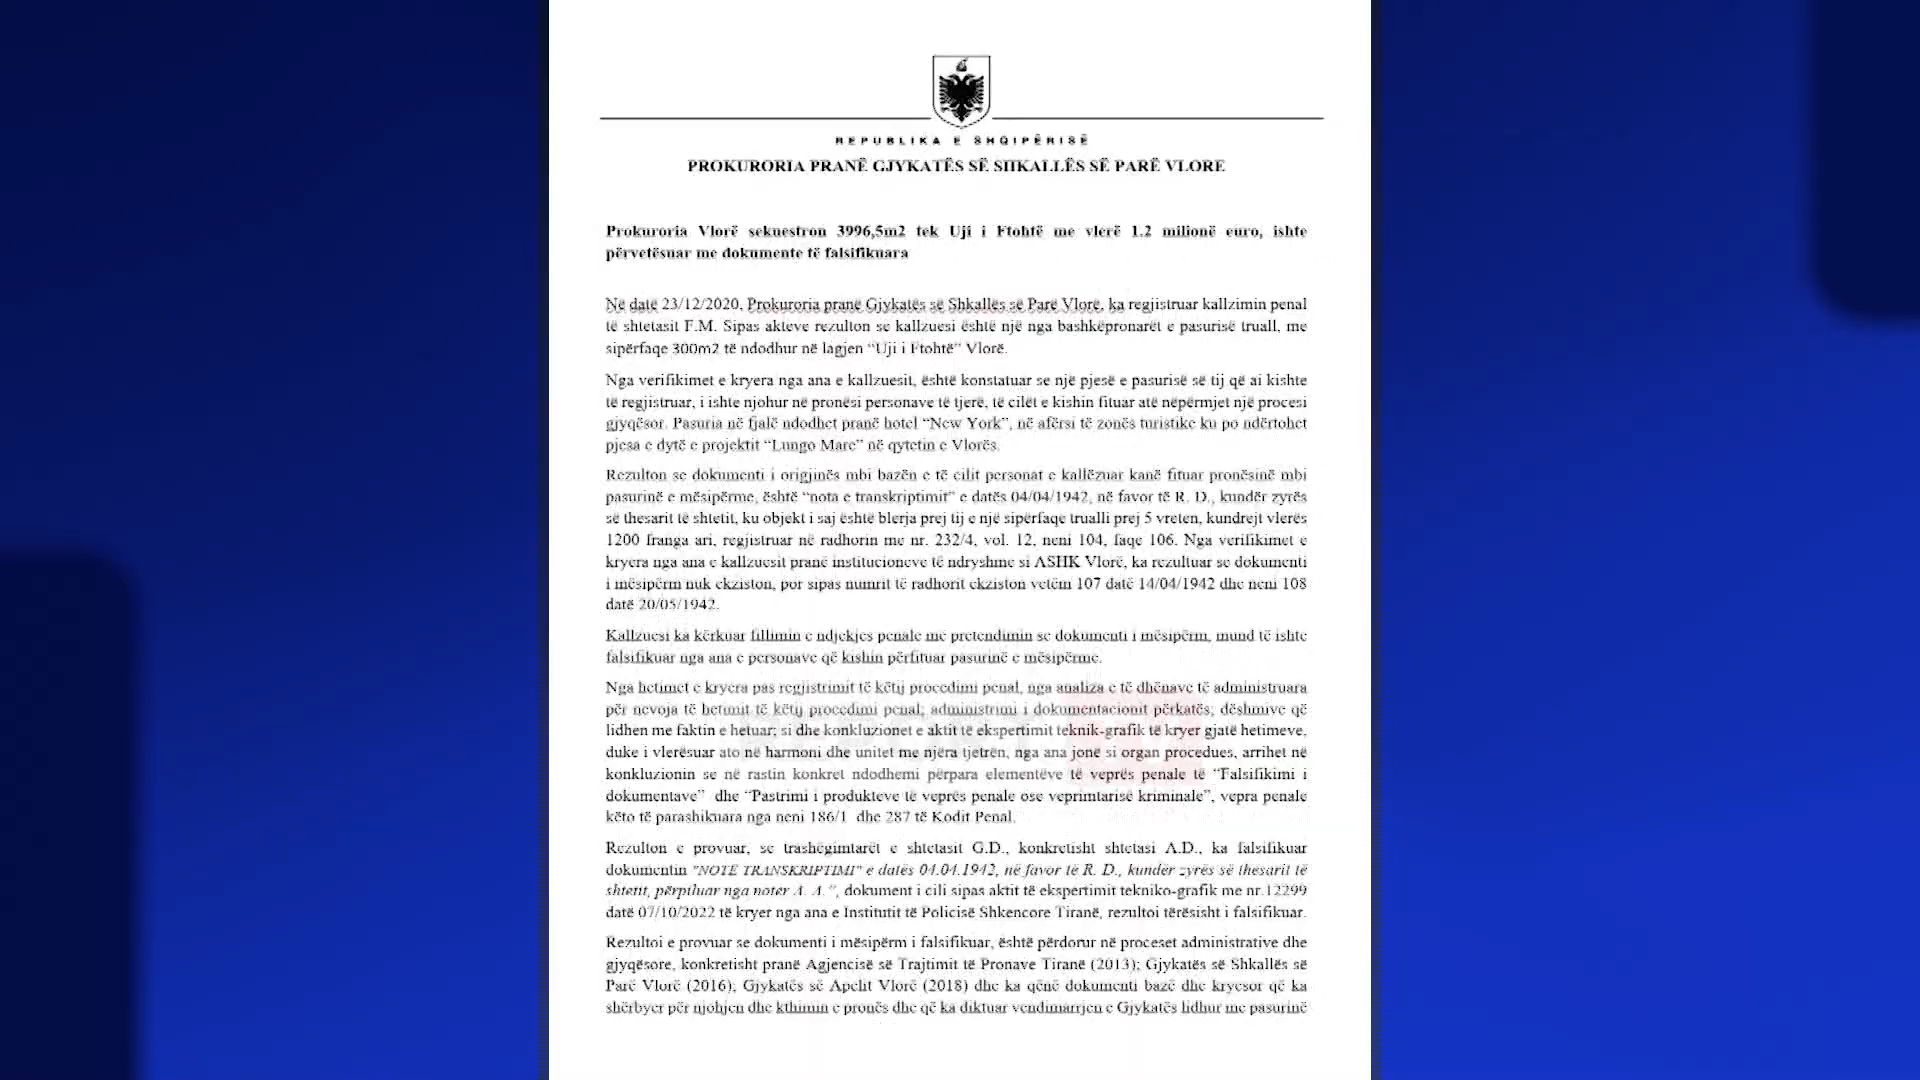 REPUBLIKA E SHQIPËRISË
PROKURORIA PRANË GJYKATËS SË SHKALLËS SË PARË VLORE
Prokuroria Vlorë sekuestron 3996,5m2 tek Uji i Ftohtë me vlerë 1.2 milionë euro, ishte
përvetësuar me dokumente të falsifikuara
Në datë 23/12/2020, Prokuroria pranë Gjykatës së Shkallës së Parë Vlorë, ka regjistruar kallzimin penal
të shtetasit F.M. Sipas akteve rezulton se kallzuesi është një nga bashkëpronarët e pasurisë truall, me
sipërfaqe 300m2 të ndodhur në lagjen “Uji i Ftohtë” Vlorë.
Nga verifikimet e kryera nga ana e kallzuesit, është konstatuar se një pjesë e pasurisë së tij që ai kishte
të regjistruar, i ishte njohur në pronësi personave të tjerë, të cilët e kishin fituar atë nëpërmjet një procesi
gjyqësor. Pasuria në fjalë ndodhet pranë hotel “New York”, në afërsi të zonës turistike ku po ndërtohet
pjesa e dytë e projektit “Lungo Mare” në qytetin e Vlorës.
Rezulton se dokumenti i origjinës mbi bazën e të cilit personat e kallëzuar kanë fituar pronësinë mbi
pasurinë e mësipërme, është “nota e transkriptimit” e datës 04/04/1942, në favor të R. D., kundër zyrës
së thesarit të shtetit, ku objekt i saj është blerja prej tij e një sipërfaqe trualli prej 5 vreten, kundrejt vlerës
1200 franga ari, regjistruar në radhorin me nr. 232/4, vol. 12, neni 104, faqe 106. Nga verifikimet e
kryera nga ana e kallzuesit pranë institucioneve të ndryshme si ASHK Vlorë, ka rezultuar se dokumenti
i mësipërm nuk ekziston, por sipas numrit të radhorit ekziston vetëm 107 datë 14/04/1942 dhe neni 108
datë 20/05/1942.
Kallzuesi ka kërkuar fillimin e ndjekjes penale me pretendimin se dokumenti i mësipërm, mund të ishte
falsifikuar nga ana e personave që kishin përfituar pasurinë e mësipërme.
Nga hetimet e kryera pas regjistrimit të këtij procedimi penal, nga analiza e të dhënave të administruara
për nevoja të hetimit të këtij procedimi penal; administrimi i dokumentacionit përkatës; dëshmive që
lidhen me faktin e hetuar; si dhe konkluzionet e aktit të ekspertimit teknik-grafik të kryer gjatë hetimeve,
duke i vlerësuar ato në harmoni dhe unitet me njëra tjetrën, nga ana jonë si organ procedues, arrihet në
konkluzionin se në rastin konkret ndodhemi përpara elementëve të veprës penale të “Falsifikimi i
dokumentave” dhe “Pastrimi i produkteve të veprës penale ose veprimtarisë kriminale”, vepra penale
këto të parashikuara nga neni 186/1 dhe 287 të Kodit Penal.
Rezulton e provuar, se trashëgimtarët e shtetasit G.D., konkretisht shtetasi A.D., ka falsifikuar
dokumentin "NOTË TRANSKRIPTIMI" e datës 04.04.1942, në favor të R. D., kundër zyrës së thesarit të
shtetit, përpiluar nga noter A. A.", dokument i cili sipas aktit të ekspertimit tekniko-grafik me nr.12299
datë 07/10/2022 të kryer nga ana e Institutit të Policisë Shkencore Tiranë, rezultoi tërësisht i falsifikuar.
Rezultoi e provuar se dokumenti i mësipërm i falsifikuar, është përdorur në proceset administrative dhe
gjyqësore, konkretisht pranë Agjencisë së Trajtimit të Pronave Tiranë (2013); Gjykatës së Shkallës së
Parë Vlorë (2016); Gjykatës së Apelit Vlorë (2018) dhe ka qënë dokumenti bazë dhe kryesor që ka
shërbyer për njohjen dhe kthimin e pronës dhe që ka diktuar vendimarrjen e Gjykatës lidhur me pasurinë